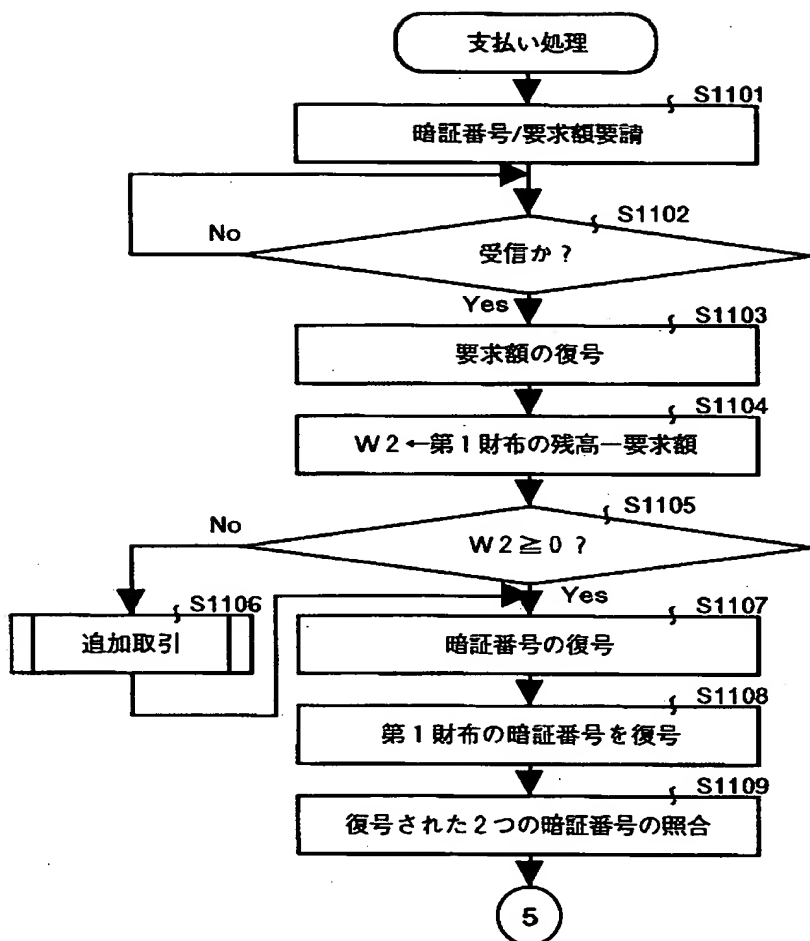 支払い処理
S1101
暗証番号/要求額要請
S1102
No
受信か？
Yes
S1103
要求額の復号
S1104
W2←第1財布の残高ー要求額
S1105
No
W2≧0？
Yes
S1106
追加取引
S1107
暗証番号の復号
S1108
第1財布の暗証番号を復号
S1109
復号された2つの暗証番号の照合
5